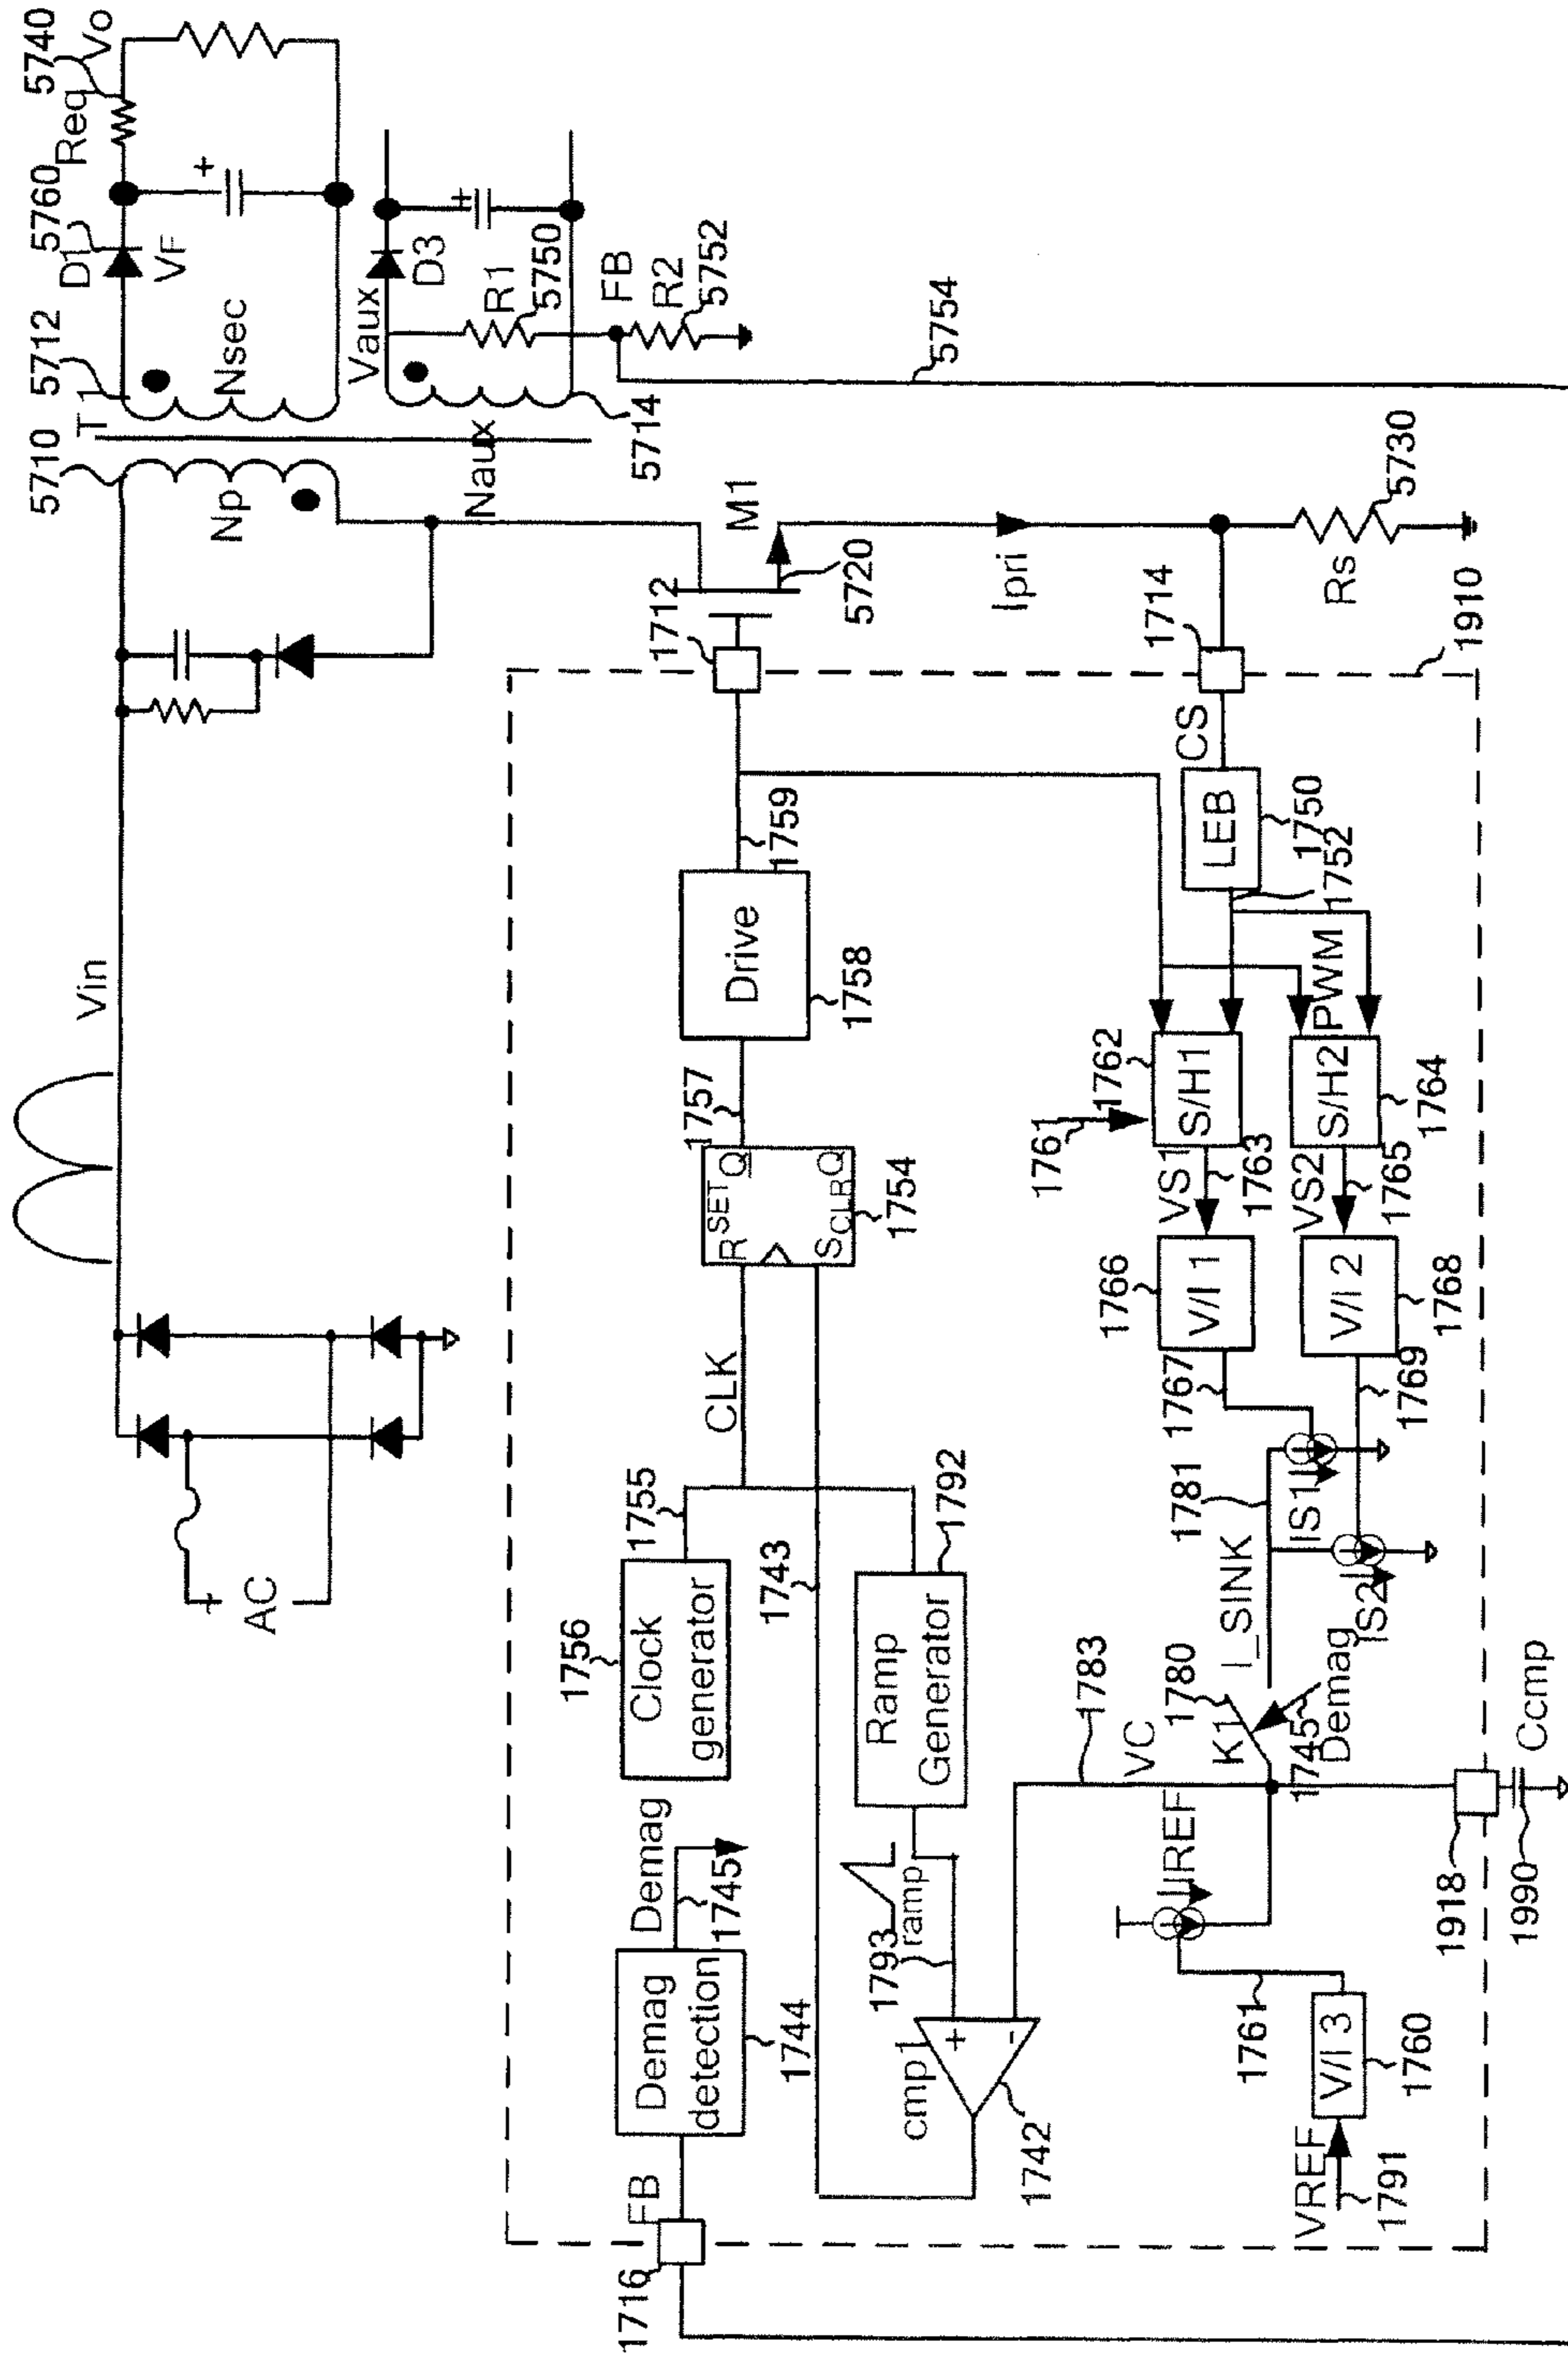 Vin
AC
+
5710
T1
5712
D1
5760
Req
5740
Vo
Np
Nsec
VF
+
Naux
Vaux
D3
+
R1
5750
5714
FB
R2
5752
5754
M1
1712
5720
Ipri
1714
Rs
5730
1910
1716
FB
Demag detection
1744
Demag
1745
1756
Clock generator
1755
CLK
R SET Q
S CLR Q
1754
1757
Drive
1758
1759
1743
Ramp Generator
1792
1793
ramp
cmp1
+
-
1742
VC
1783
CS
LEB
1750
1752
PWM
1761
1762
S/H1
S/H2
1764
VS1
1763
VS2
1765
1766
V/I 1
V/I 2
1768
1767
1769
1781
I_SINK
IS1
IS2
1780
K1
1745
Demag
IREF
1761
V/I 3
1760
VREF
1791
1918
1990
Ccmp